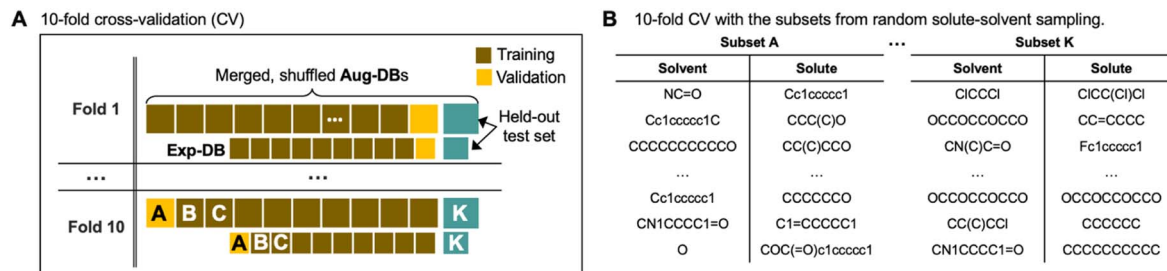 A 10-fold cross-validation (CV)
Training
Validation
Merged, shuffled Aug-DBs
Fold 1
...
Held-out
test set
Exp-DB
... ...
Fold 10
A B C K
A B C K
B 10-fold CV with the subsets from random solute-solvent sampling.
Subset A ... Subset K
Solvent Solute Solvent Solute
NC=O Cc1ccccc1 ClCCCl ClCC(Cl)Cl
Cc1ccccc1C CCC(C)O OCCOCCOCCO CC=CCCC
CCCCCCCCCCO CC(C)CCO CN(C)C=O Fc1ccccc1
... ... ... ...
Cc1ccccc1 CCCCCCO OCCOCCOCCO OCCOCCOCCO
CN1CCCC1=O C1=CCCCC1 CC(C)CCl CCCCCC
O COC(=O)c1ccccc1 CN1CCCC1=O CCCCCCCCCC